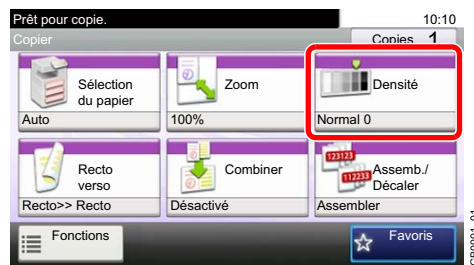 Prêt pour copie.
10:10
Copier
Copies 1
Sélection
du papier
Auto
Zoom
100%
Densité
Normal 0
Recto
verso
Recto>> Recto
Combiner
Désactivé
123123
112233
Assemb./
Décaler
Assembler
Fonctions
Favoris